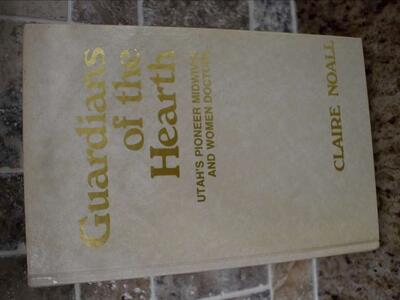 Guardians
of the
Hearth
UTAH'S PIONEER MIDWIVES
AND WOMEN DOCTORS
CLAIRE NOALL